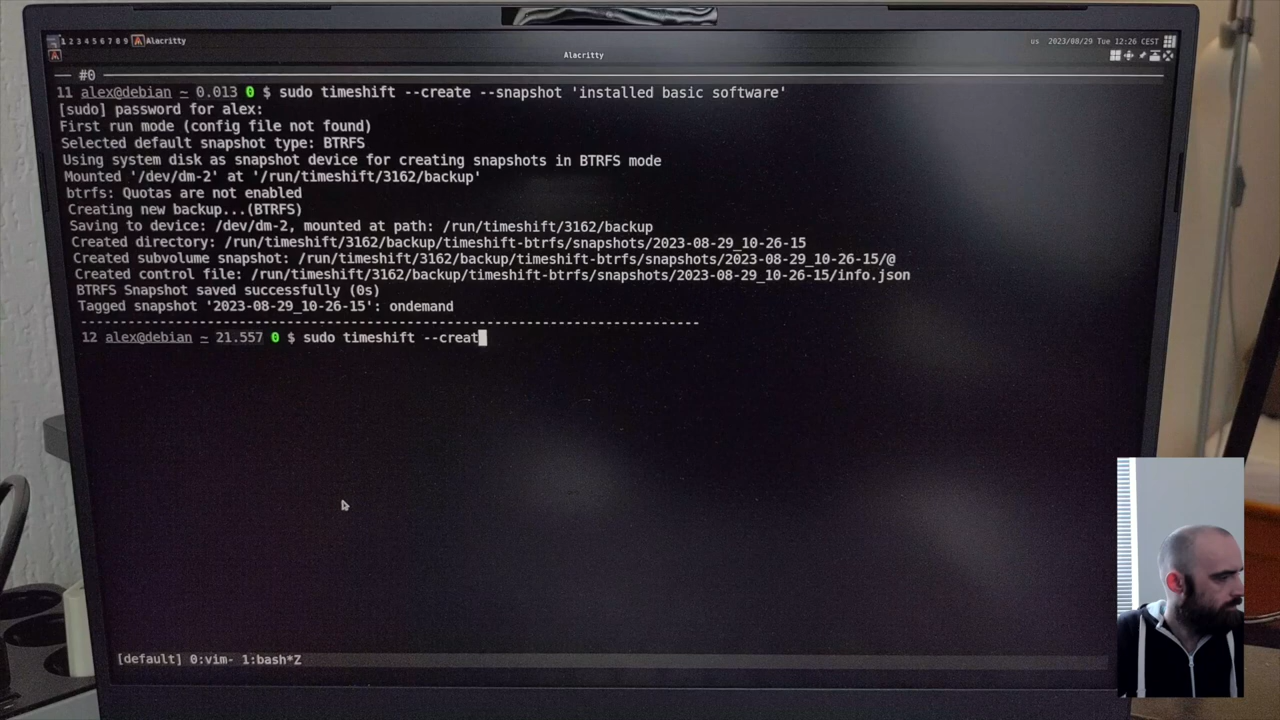 1 2 3 4 5 6 7 8 9 Alacritty us 2023/08/29 Tue 12:26 CEST
Alacritty
── #0 ──
11 alex@debian ~ 0.013 0 $ sudo timeshift --create --snapshot 'installed basic software'
[sudo] password for alex:
First run mode (config file not found)
Selected default snapshot type: BTRFS
Using system disk as snapshot device for creating snapshots in BTRFS mode
Mounted '/dev/dm-2' at '/run/timeshift/3162/backup'
btrfs: Quotas are not enabled
Creating new backup...(BTRFS)
Saving to device: /dev/dm-2, mounted at path: /run/timeshift/3162/backup
Created directory: /run/timeshift/3162/backup/timeshift-btrfs/snapshots/2023-08-29_10-26-15
Created subvolume snapshot: /run/timeshift/3162/backup/timeshift-btrfs/snapshots/2023-08-29_10-26-15/@
Created control file: /run/timeshift/3162/backup/timeshift-btrfs/snapshots/2023-08-29_10-26-15/info.json
BTRFS Snapshot saved successfully (0s)
Tagged snapshot '2023-08-29_10-26-15': ondemand
------------------------------------------------------------------------------
12 alex@debian ~ 21.557 0 $ sudo timeshift --creat
[default] 0:vim- 1:bash*Z